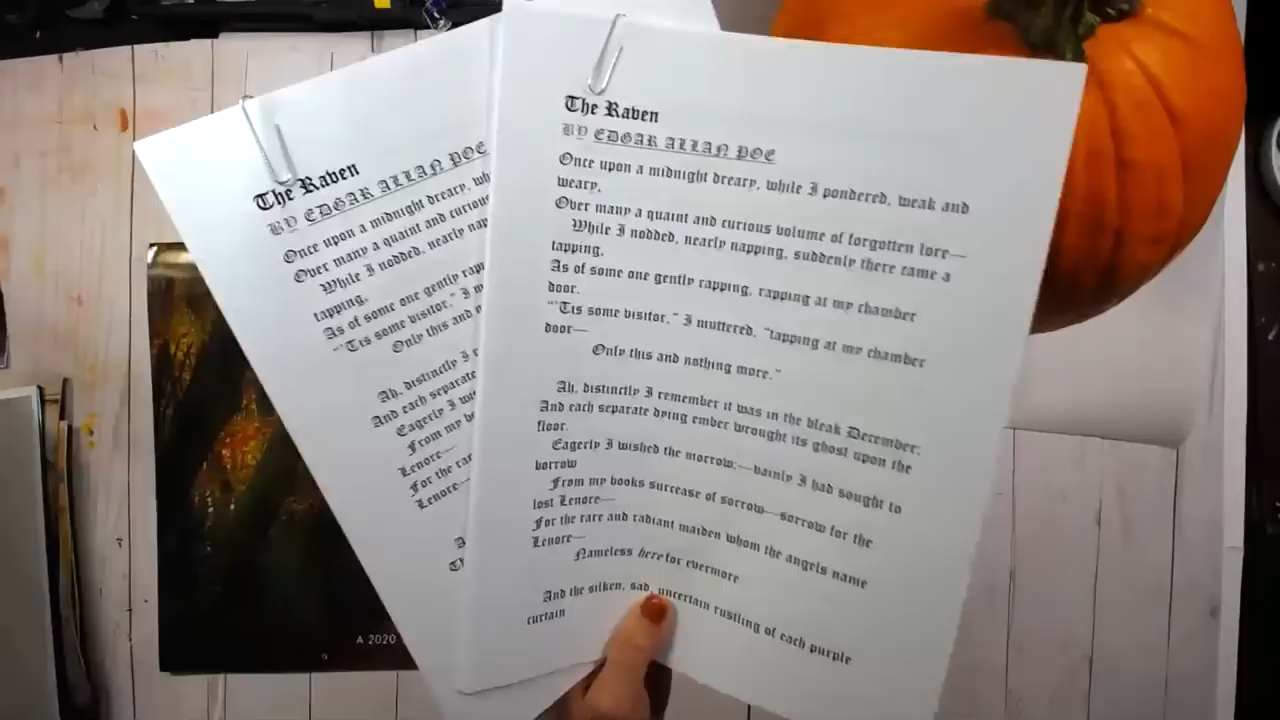 The Raven
BY EDGAR ALLAN POE
Once upon a midnight dreary, wh
Over many a quaint and curious
While I nodded, nearly nap
tapping,
As of some one gently rapp
"'Tis some visitor," I m
Only this and
Ah, distinctly I r
And each separate
Eagerly I wi
From my bo
Lenore—
For the rar
Lenore—
A
Th
The Raven
BY EDGAR ALLAN POE
Once upon a midnight dreary, while I pondered, weak and
weary,
Over many a quaint and curious volume of forgotten lore—
While I nodded, nearly napping, suddenly there came a
tapping,
As of some one gently rapping, rapping at my chamber
door.
"'Tis some visitor," I muttered, "tapping at my chamber
door—
Only this and nothing more."
Ah, distinctly I remember it was in the bleak December;
And each separate dying ember wrought its ghost upon the
floor.
Eagerly I wished the morrow;—vainly I had sought to
borrow
From my books surcease of sorrow—sorrow for the
lost Lenore—
For the rare and radiant maiden whom the angels name
Lenore—
Nameless here for evermore
And the silken, sad, uncertain rustling of each purple
curtain
A 2020